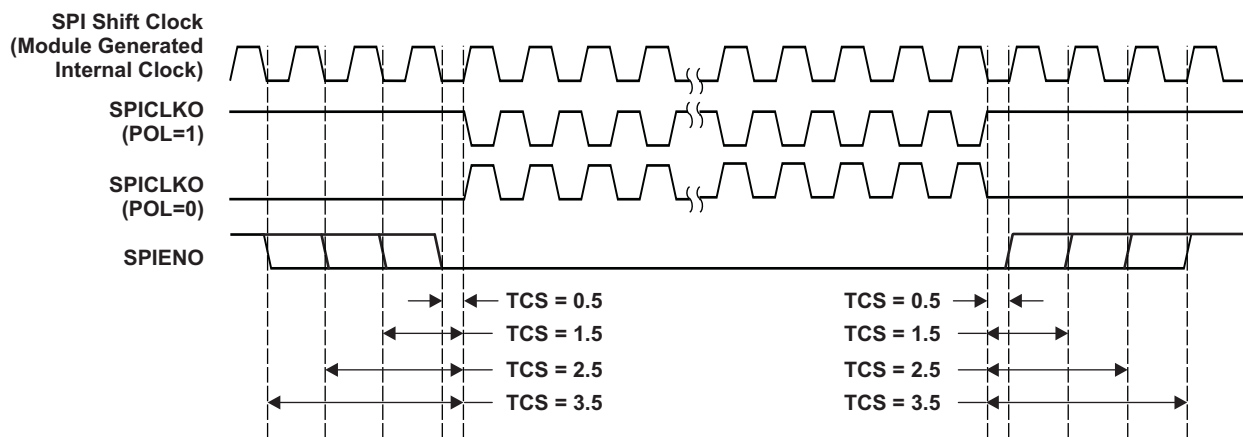 SPI Shift Clock
(Module Generated
Internal Clock)
SPICLKO
(POL=1)
SPICLKO
(POL=0)
SPIENO
TCS = 0.5
TCS = 0.5
TCS = 1.5
TCS = 1.5
TCS = 2.5
TCS = 2.5
TCS = 3.5
TCS = 3.5